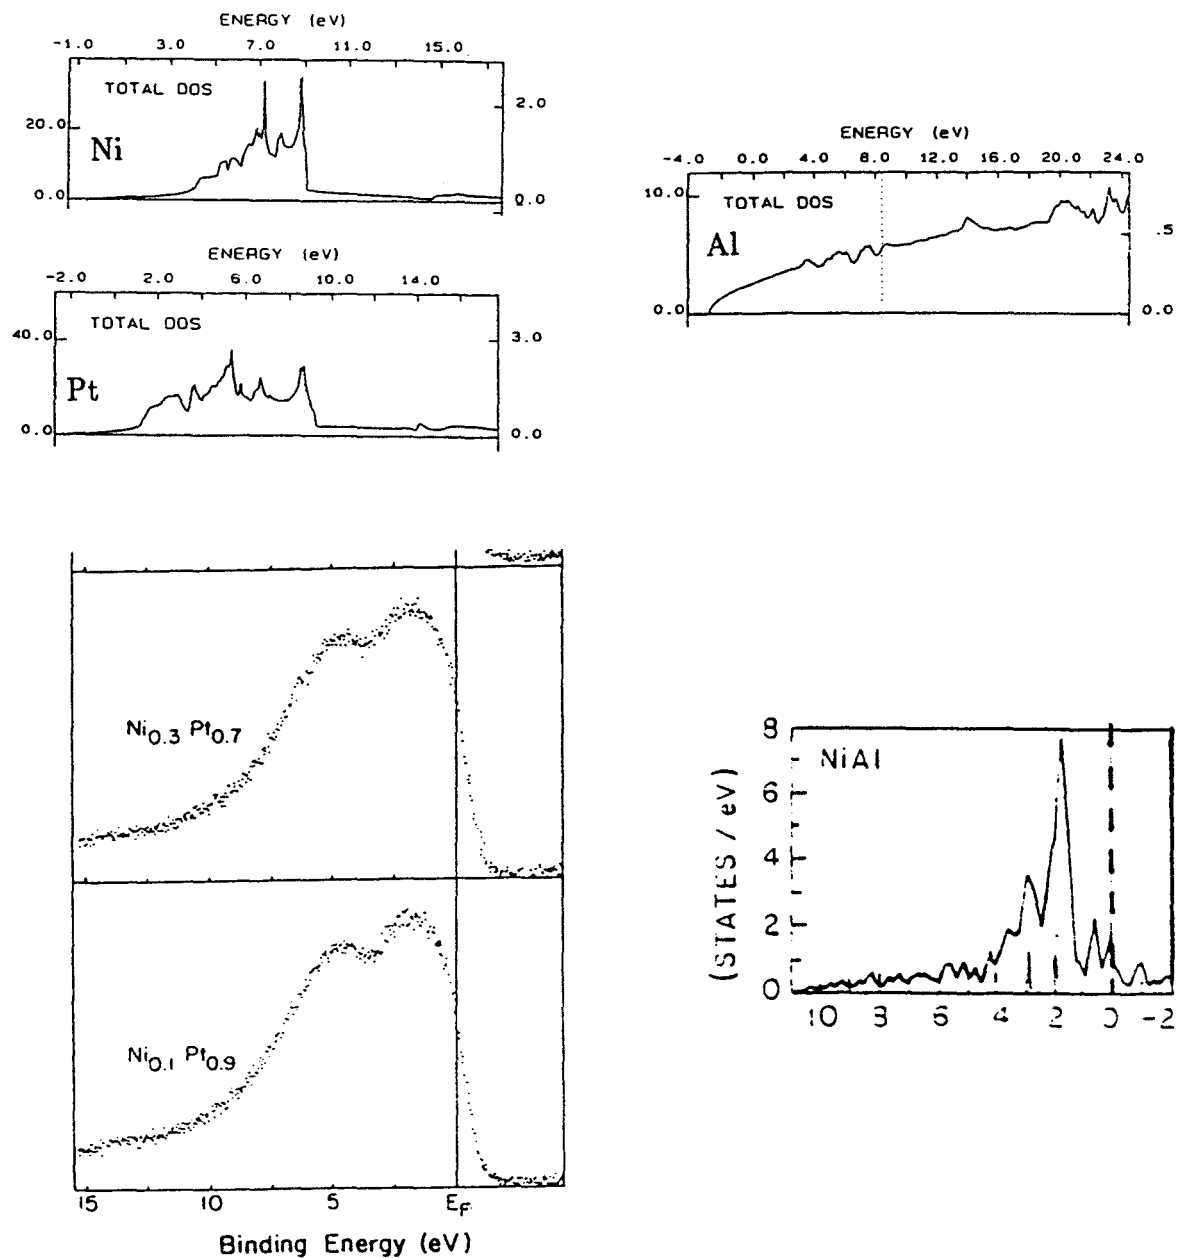 ENERGY (eV)
-1.0 3.0 7.0 11.0 15.0
TOTAL DOS
2.0
20.0
Ni
0.0
0.0
ENERGY (eV)
-2.0 2.0 6.0 10.0 14.0
TOTAL DOS
40.0
3.0
Pt
0.0
0.0
ENERGY (eV)
-4.0 0.0 4.0 8.0 12.0 16.0 20.0 24.0
10.0
TOTAL DOS
Al
.5
0.0
0.0
Ni0.3 Pt0.7
Ni0.1 Pt0.9
15 10 5 EF
Binding Energy (eV)
8
NiAl
6
4
2
0
(STATES / eV)
10 8 6 4 2 0 -2